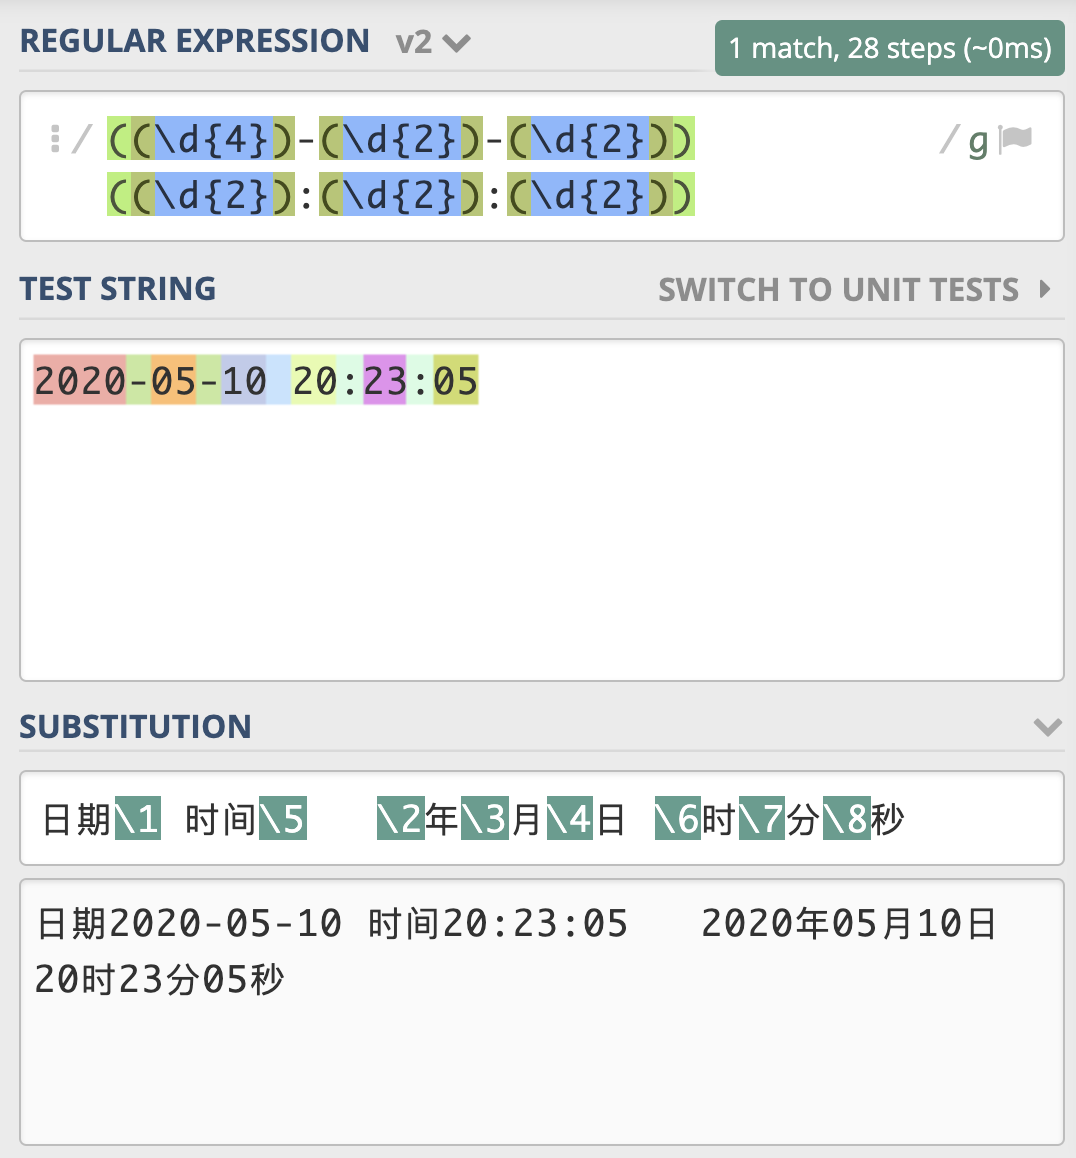 REGULAR EXPRESSION v2 1 match, 28 steps (~0ms)
/ ((\d{4})-(\d{2})-(\d{2})) / g
((\d{2}):(\d{2}):(\d{2}))
TEST STRING SWITCH TO UNIT TESTS
2020-05-10 20:23:05
SUBSTITUTION
日期\1 时间\5   \2年\3月\4日 \6时\7分\8秒
日期2020-05-10 时间20:23:05   2020年05月10日
20时23分05秒